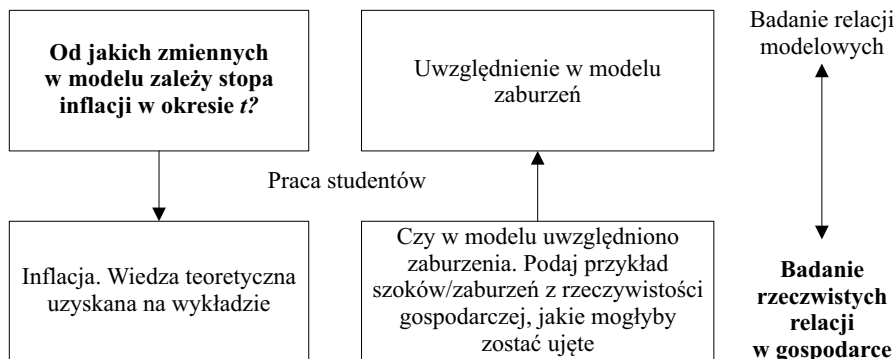 Od jakich zmiennych
w modelu zależy stopa
inflacji w okresie t?
Uwzględnienie w modelu
zaburzeń
Badanie relacji
modelowych
Praca studentów
Inflacja. Wiedza teoretyczna
uzyskana na wykładzie
Czy w modelu uwzględniono
zaburzenia. Podaj przykład
szoków/zaburzeń z rzeczywistości
gospodarczej, jakie mogłyby
zostać ujęte
Badanie
rzeczwistych
relacji
w gospodarce